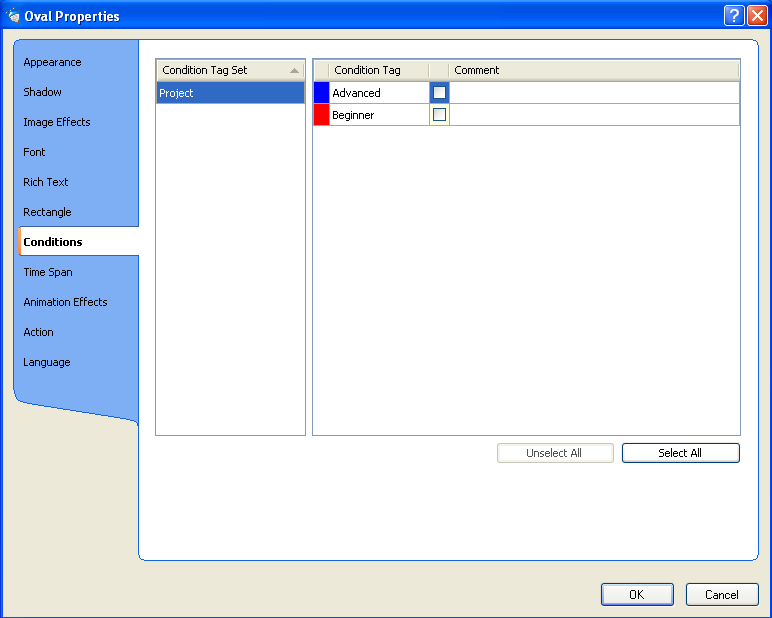 Oval Properties
Appearance
Shadow
Image Effects
Font
Rich Text
Rectangle
Conditions
Time Span
Animation Effects
Action
Language
Condition Tag Set
Project
Condition Tag Comment
Advanced
Beginner
Unselect All Select All
OK Cancel